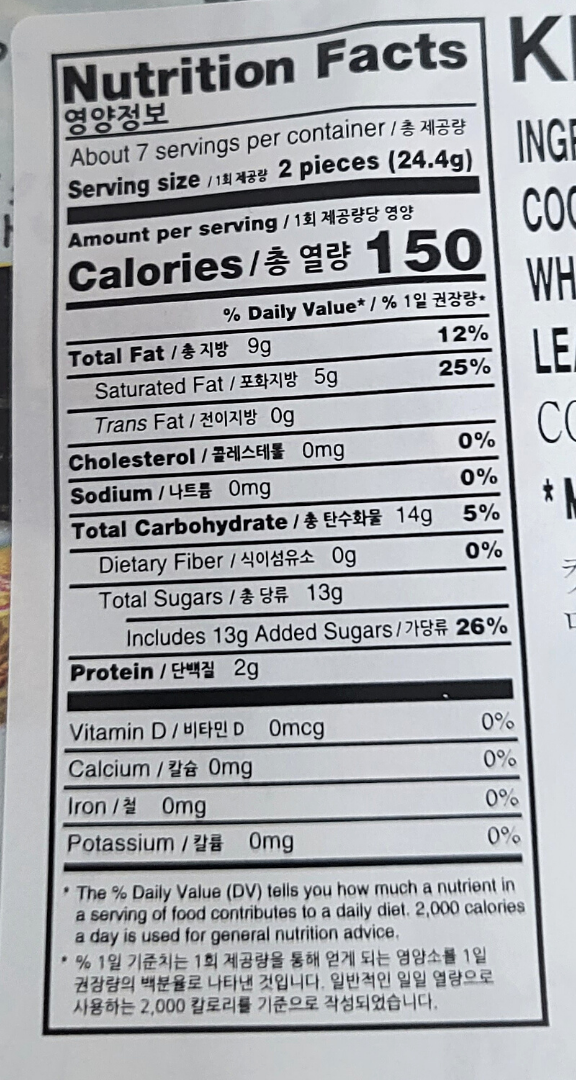 Nutrition Facts
영양정보
About 7 servings per container / 총 제공량
Serving size / 1회 제공량 2 pieces (24.4g)
Amount per serving / 1회 제공량당 영양
Calories / 총 열량 150
% Daily Value* / % 1일 권장량*
Total Fat / 총 지방 9g 12%
Saturated Fat / 포화지방 5g 25%
Trans Fat / 전이지방 0g
Cholesterol / 콜레스테롤 0mg 0%
Sodium / 나트륨 0mg 0%
Total Carbohydrate / 총 탄수화물 14g 5%
Dietary Fiber / 식이섬유소 0g 0%
Total Sugars / 총 당류 13g
Includes 13g Added Sugars / 가당류 26%
Protein / 단백질 2g
Vitamin D / 비타민 D 0mcg 0%
Calcium / 칼슘 0mg 0%
Iron / 철 0mg 0%
Potassium / 칼륨 0mg 0%
* The % Daily Value (DV) tells you how much a nutrient in
a serving of food contributes to a daily diet. 2,000 calories
a day is used for general nutrition advice.
* % 1일 기준치는 1회 제공량을 통해 얻게 되는 영양소를 1일
권장량의 백분율로 나타낸 것입니다. 일반적인 일일 열량으로
사용하는 2,000 칼로리를 기준으로 작성되었습니다.